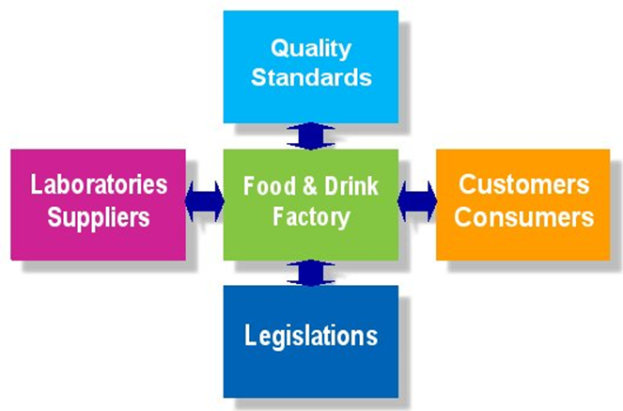 Quality
Standards
Laboratories
Suppliers
Food & Drink
Factory
Customers
Consumers
Legislations